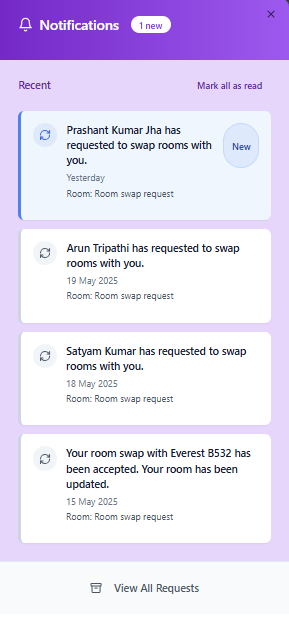 Notifications 1 new
Recent Mark all as read
Prashant Kumar Jha has
requested to swap rooms with
you.
New
Yesterday
Room: Room swap request
Arun Tripathi has requested to swap
rooms with you.
19 May 2025
Room: Room swap request
Satyam Kumar has requested to swap
rooms with you.
18 May 2025
Room: Room swap request
Your room swap with Everest B532 has
been accepted. Your room has been
updated.
15 May 2025
Room: Room swap request
View All Requests